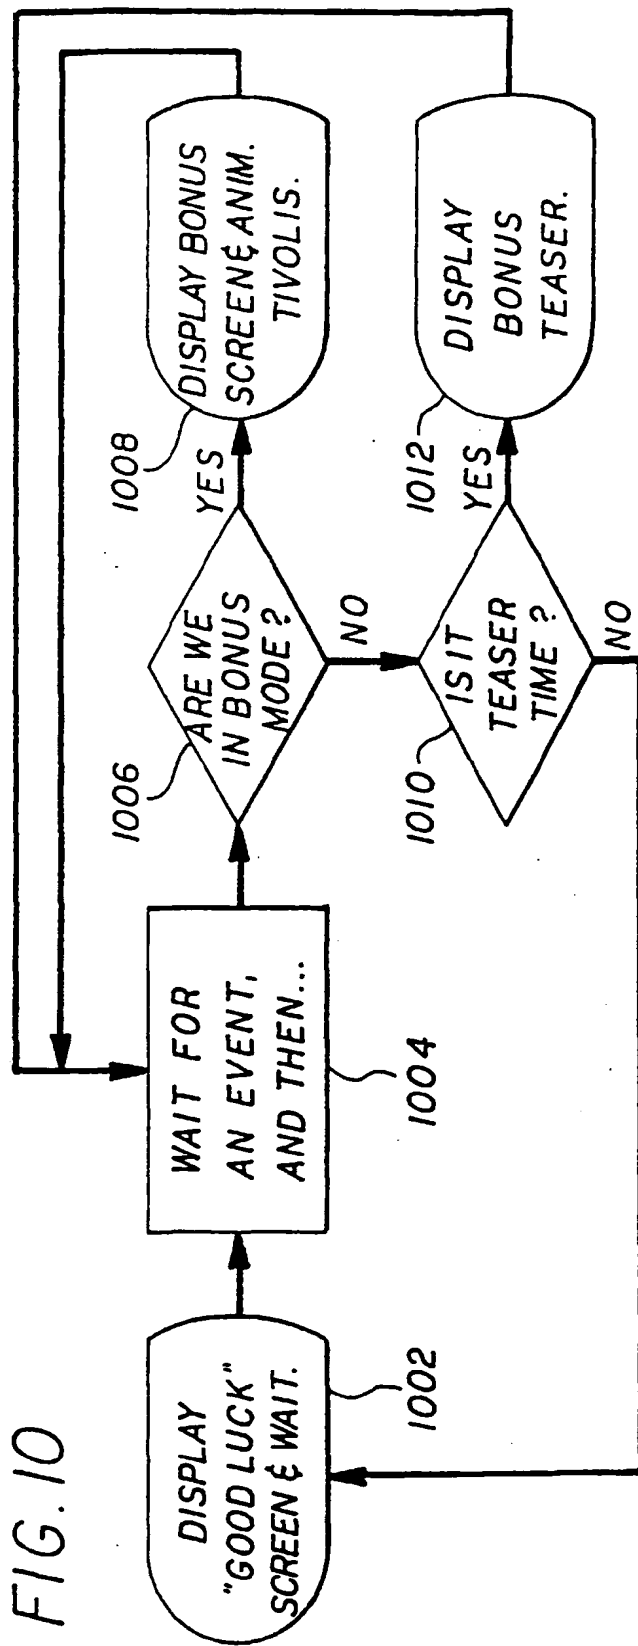 FIG. 10
DISPLAY
"GOOD LUCK"
SCREEN & WAIT.
1002
WAIT FOR
AN EVENT,
AND THEN...
1004
ARE WE
IN BONUS
MODE?
1006
YES
NO
DISPLAY BONUS
SCREEN & ANIM.
TIVOLIS.
1008
IS IT
TEASER
TIME?
1010
YES
NO
DISPLAY
BONUS
TEASER.
1012